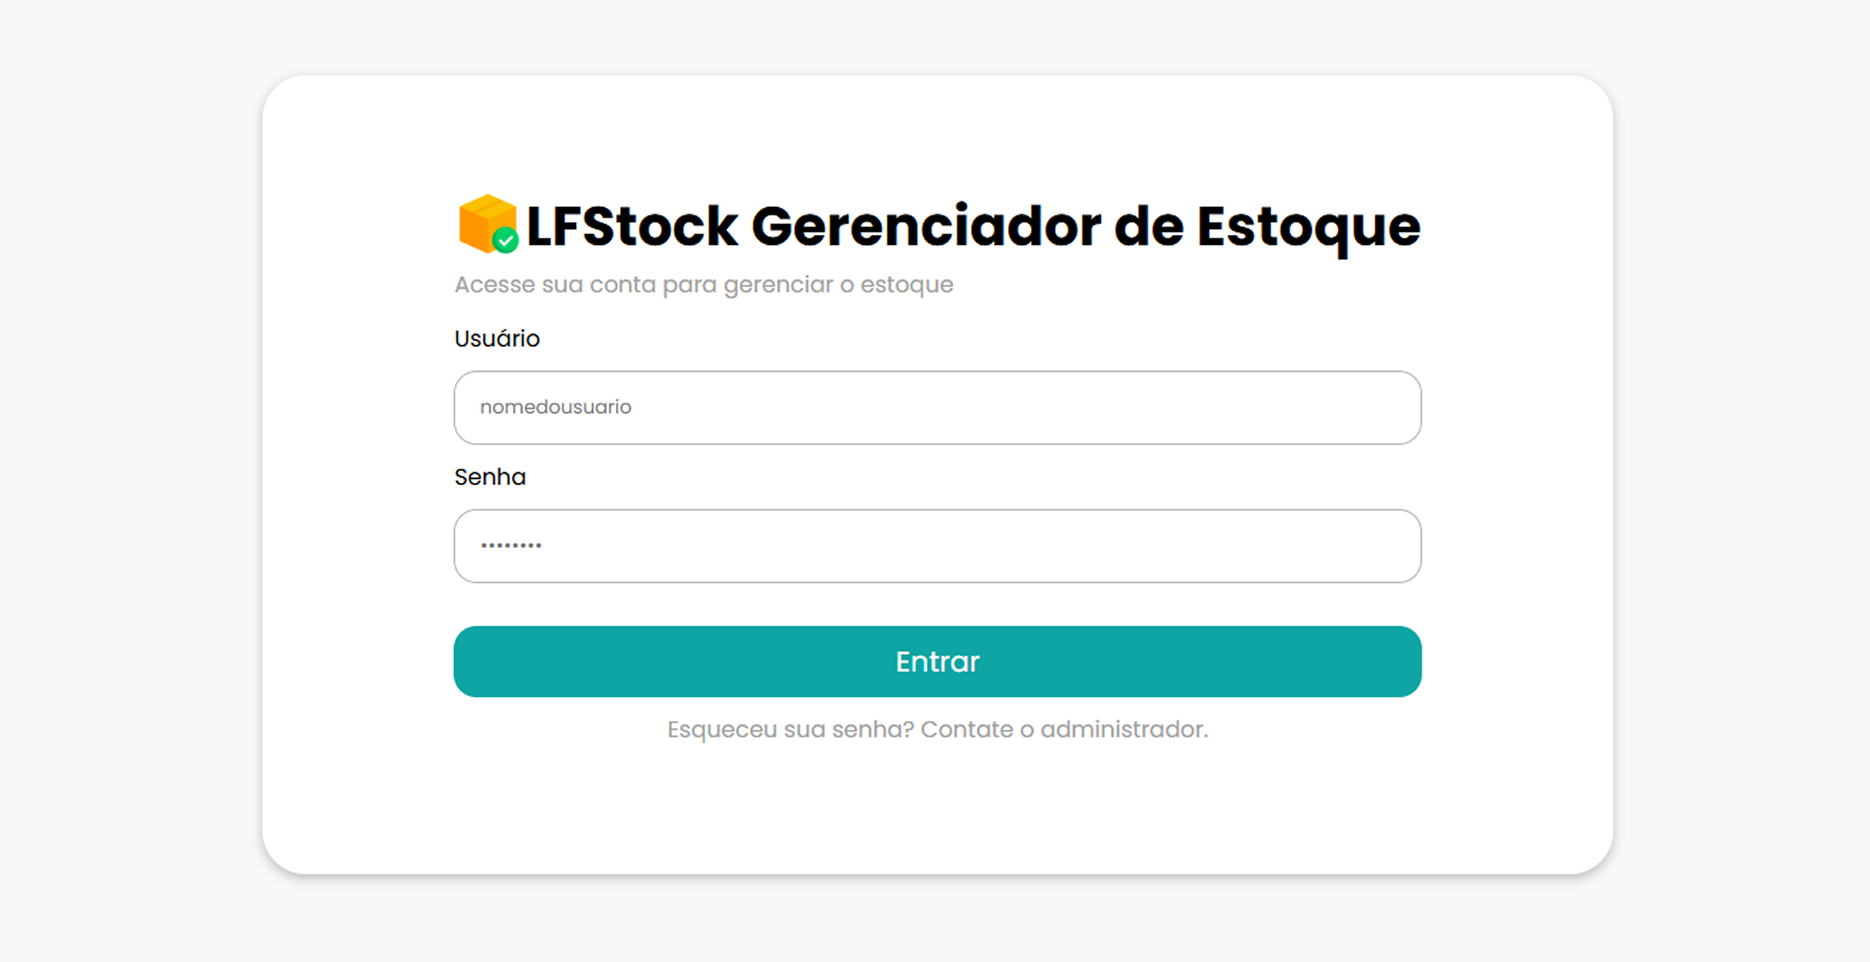 LFStock Gerenciador de Estoque
Acesse sua conta para gerenciar o estoque
Usuário
nomedousuario
Senha
••••••••
Entrar
Esqueceu sua senha? Contate o administrador.